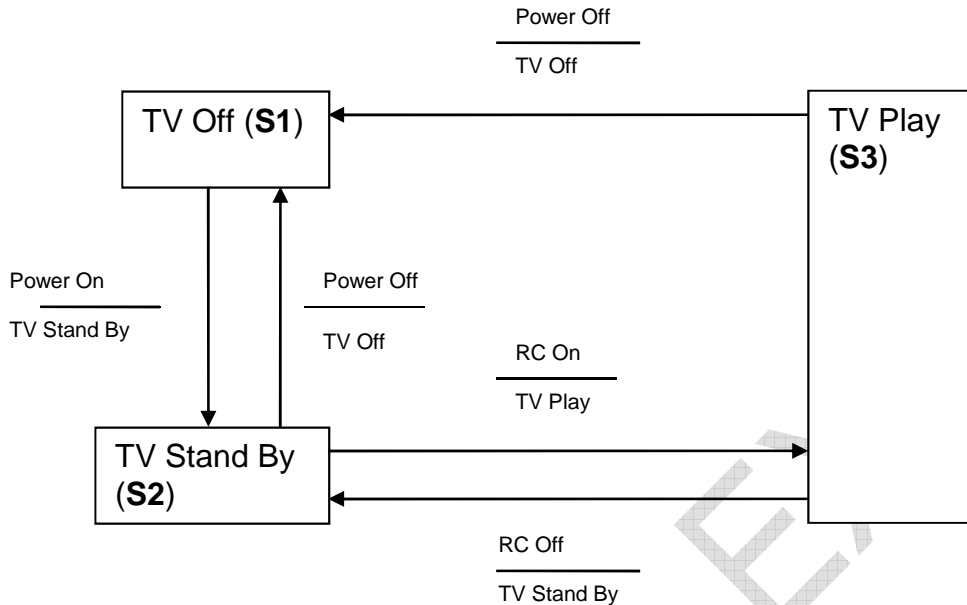 Power Off
TV Off
TV Off (S1)
TV Play
(S3)
Power On
TV Stand By
Power Off
TV Off
RC On
TV Play
TV Stand By
(S2)
RC Off
TV Stand By